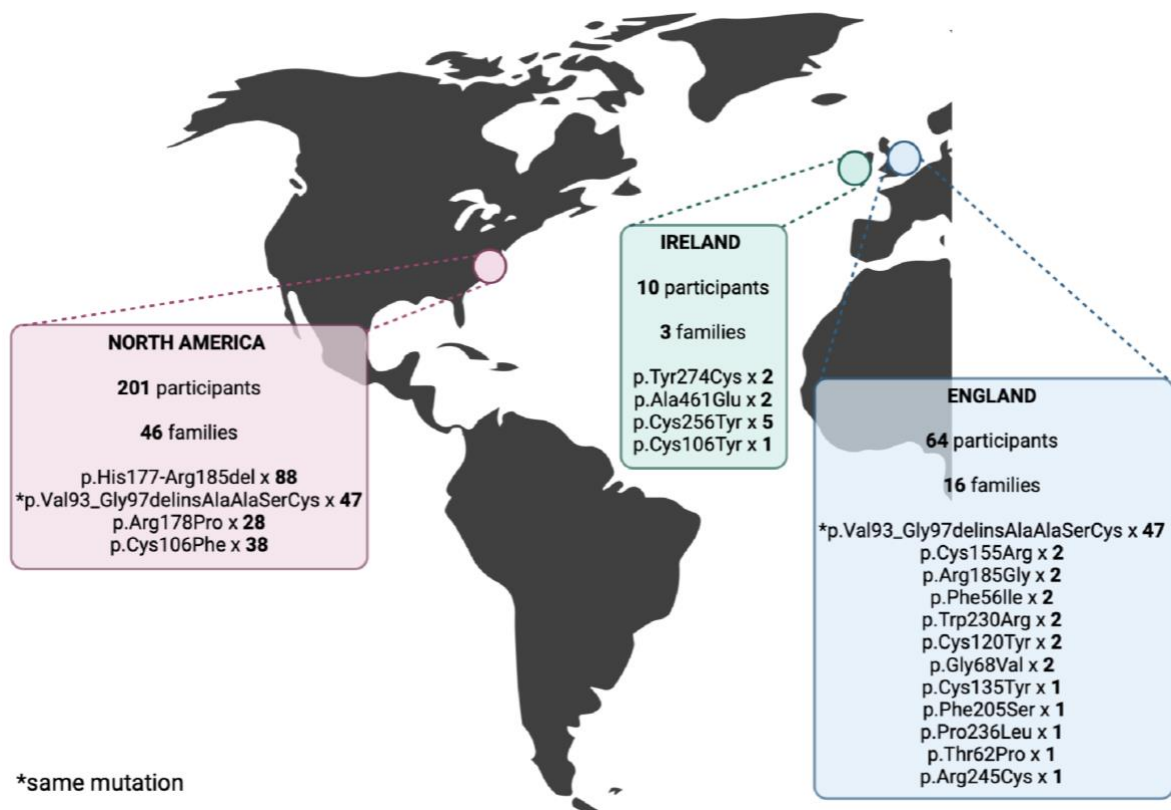 NORTH AMERICA
201 participants
46 families
p.His177-Arg185del x 88
*p.Val93_Gly97delinsAlaAlaSerCys x 47
p.Arg178Pro x 28
p.Cys106Phe x 38
IRELAND
10 participants
3 families
p.Tyr274Cys x 2
p.Ala461Glu x 2
p.Cys256Tyr x 5
p.Cys106Tyr x 1
ENGLAND
64 participants
16 families
*p.Val93_Gly97delinsAlaAlaSerCys x 47
p.Cys155Arg x 2
p.Arg185Gly x 2
p.Phe56Ile x 2
p.Trp230Arg x 2
p.Cys120Tyr x 2
p.Gly68Val x 2
p.Cys135Tyr x 1
p.Phe205Ser x 1
p.Pro236Leu x 1
p.Thr62Pro x 1
p.Arg245Cys x 1
*same mutation